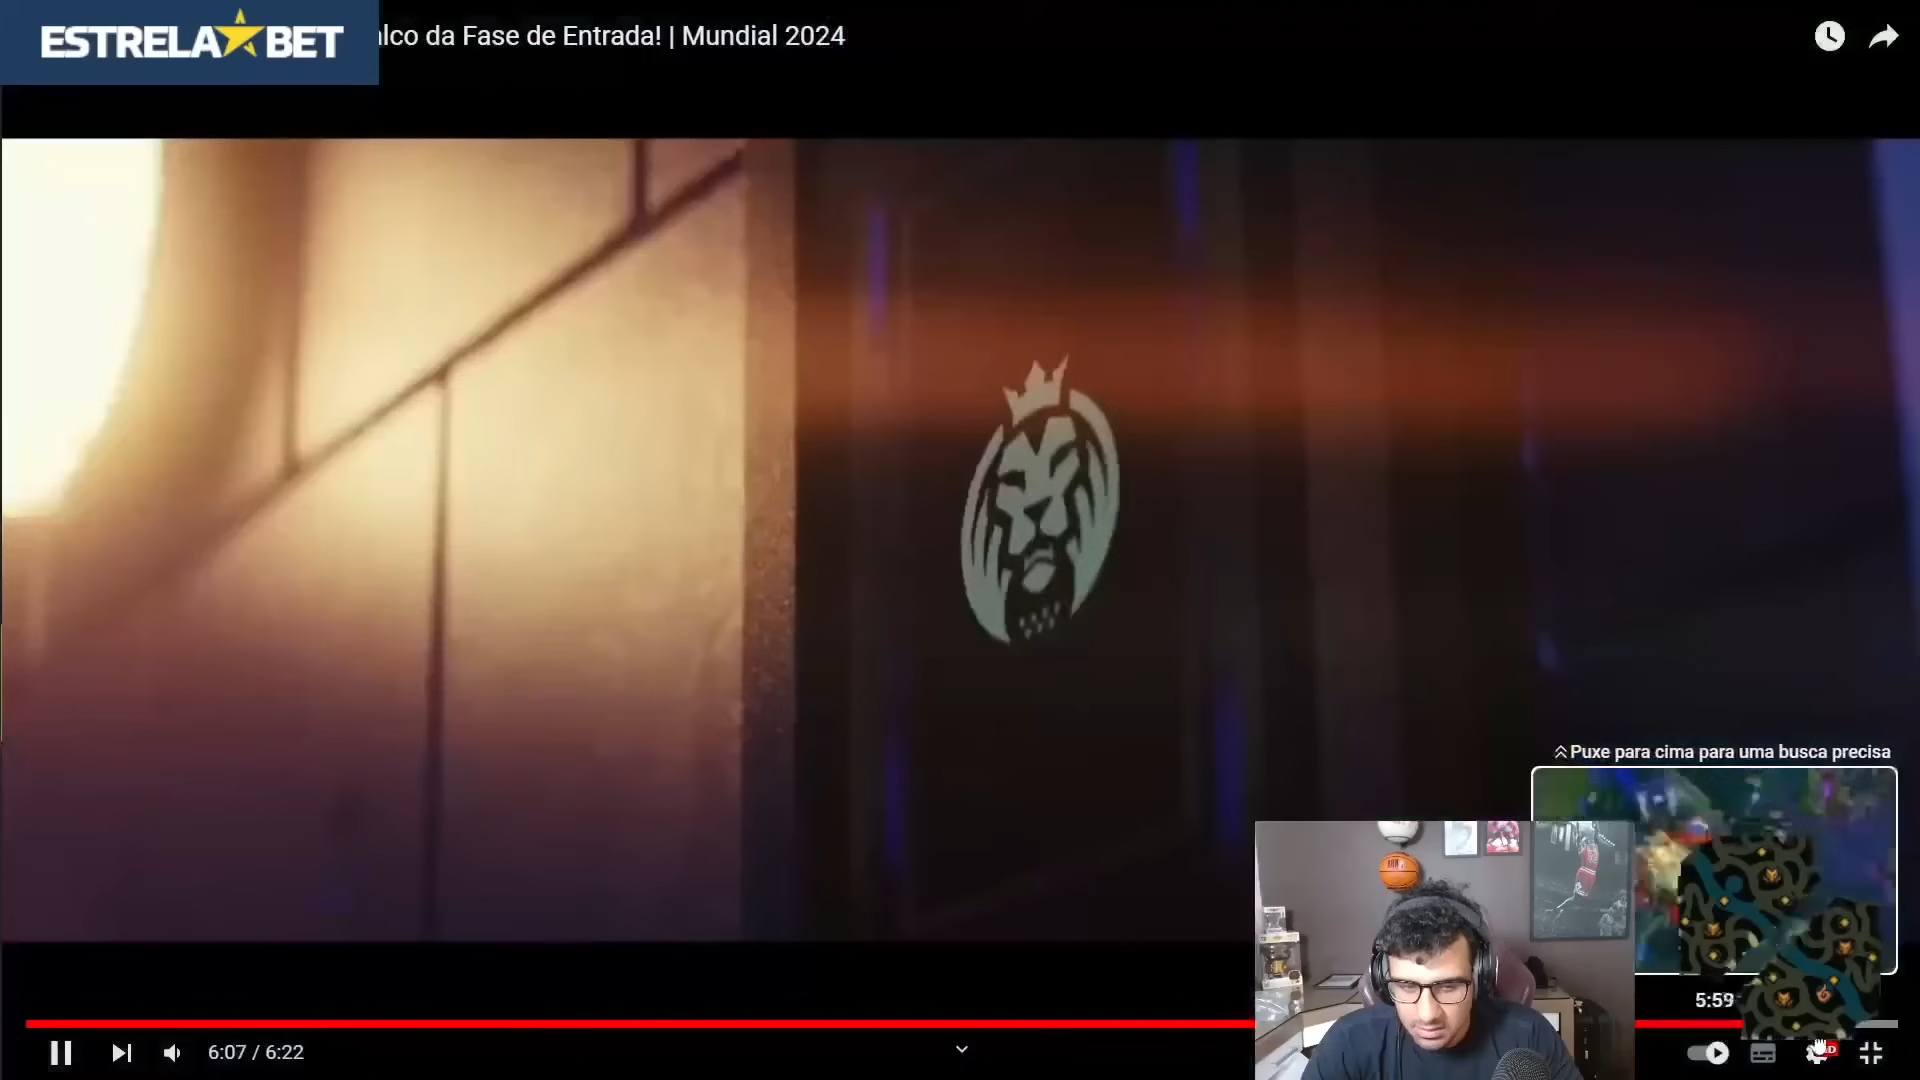 ESTRELA BET
alco da Fase de Entrada! | Mundial 2024
Puxe para cima para uma busca precisa
5:59
6:07 / 6:22